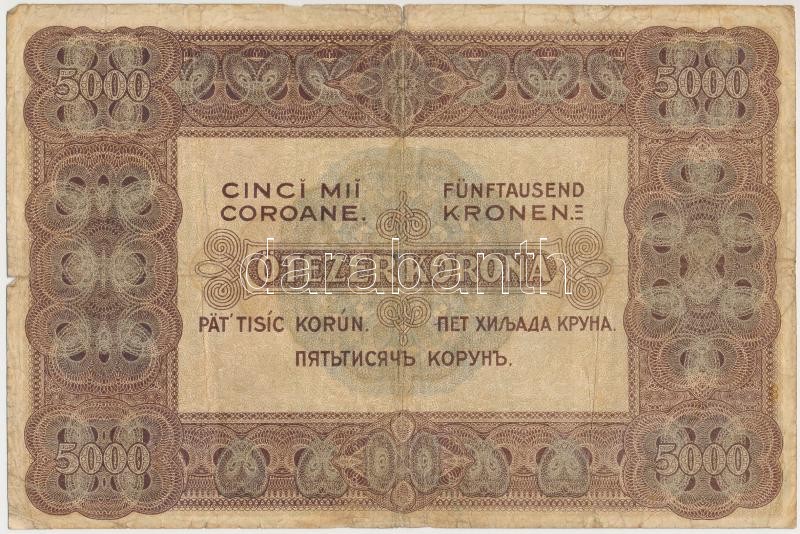 5000 5000
CINCĬ MIĬ
COROANE.
FÜNFTAUSEND
KRONEN.
ÖTEZER KORONA
darabanth
PÄT' TISÍC KORÚN.
ПЕТ ХИЉАДА КРУНА.
ПЯТЬТИСЯЧЪ КОРУНЪ.
5000 5000